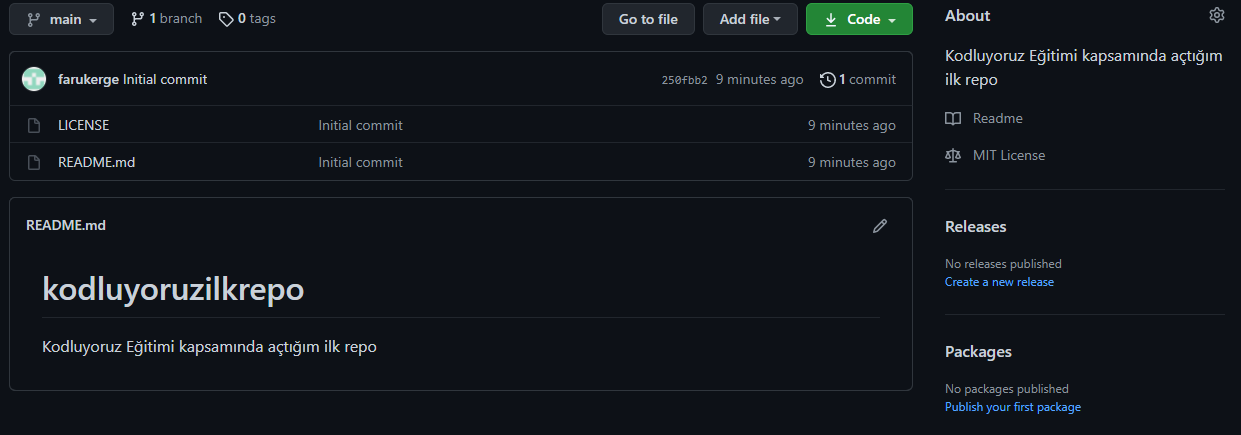 main 1 branch 0 tags Go to file Add file Code
farukerge Initial commit 250fbb2 9 minutes ago 1 commit
LICENSE Initial commit 9 minutes ago
README.md Initial commit 9 minutes ago
README.md
kodluyoruzilkrepo
Kodluyoruz Eğitimi kapsamında açtığım ilk repo
About
Kodluyoruz Eğitimi kapsamında açtığım
ilk repo
Readme
MIT License
Releases
No releases published
Create a new release
Packages
No packages published
Publish your first package